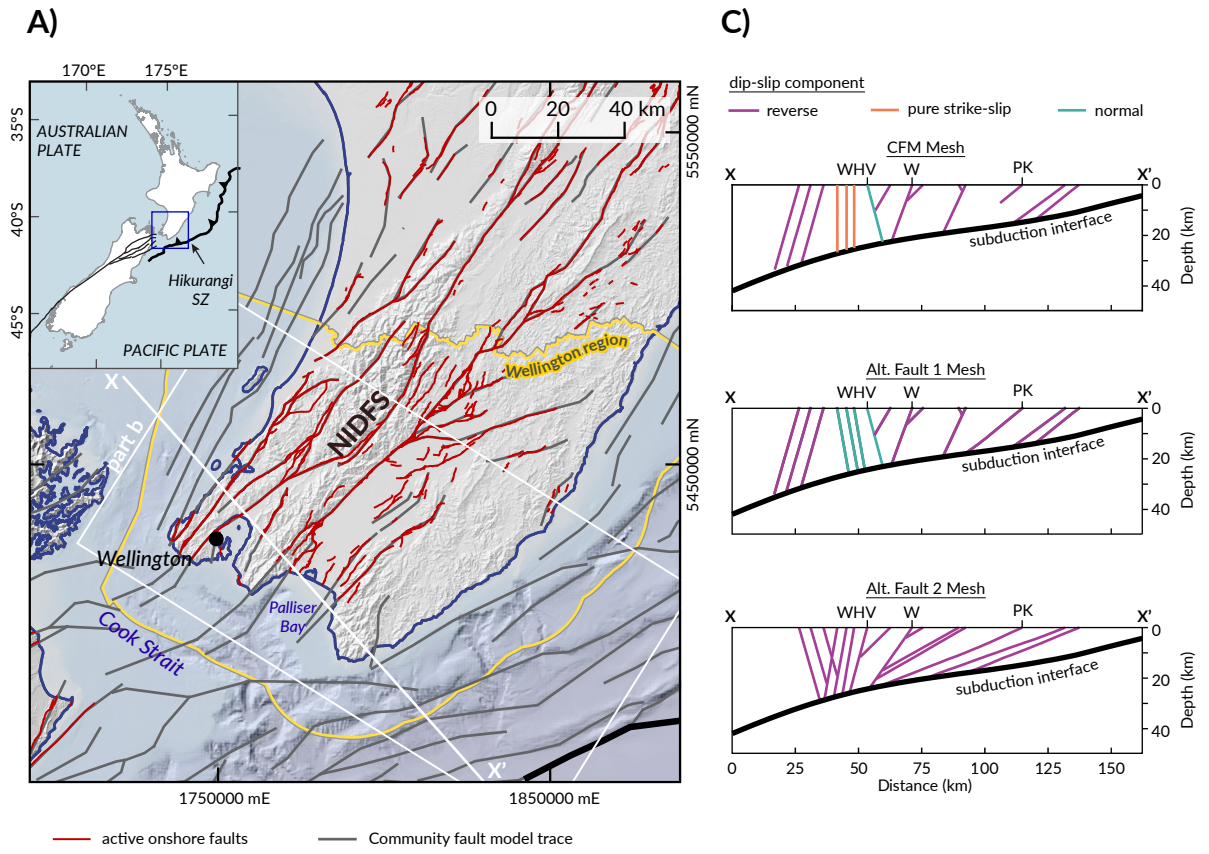 A)
170°E 175°E
35°S
40°S
45°S
AUSTRALIAN
PLATE
Hikurangi
SZ
PACIFIC PLATE
0 20 40 km
5550000 mN
5450000 mN
Wellington region
NIDFS
X
part b
Wellington
Palliser
Bay
Cook Strait
X'
1750000 mE 1850000 mE
active onshore faults Community fault model trace
C)
dip-slip component
reverse pure strike-slip normal
CFM Mesh
X WHV W PK X'
0
20
40
Depth (km)
subduction interface
Alt. Fault 1 Mesh
WHV W PK
0
20
40
Depth (km)
subduction interface
Alt. Fault 2 Mesh
X WHV W PK X'
0
20
40
Depth (km)
subduction interface
0 25 50 75 100 125 150
Distance (km)